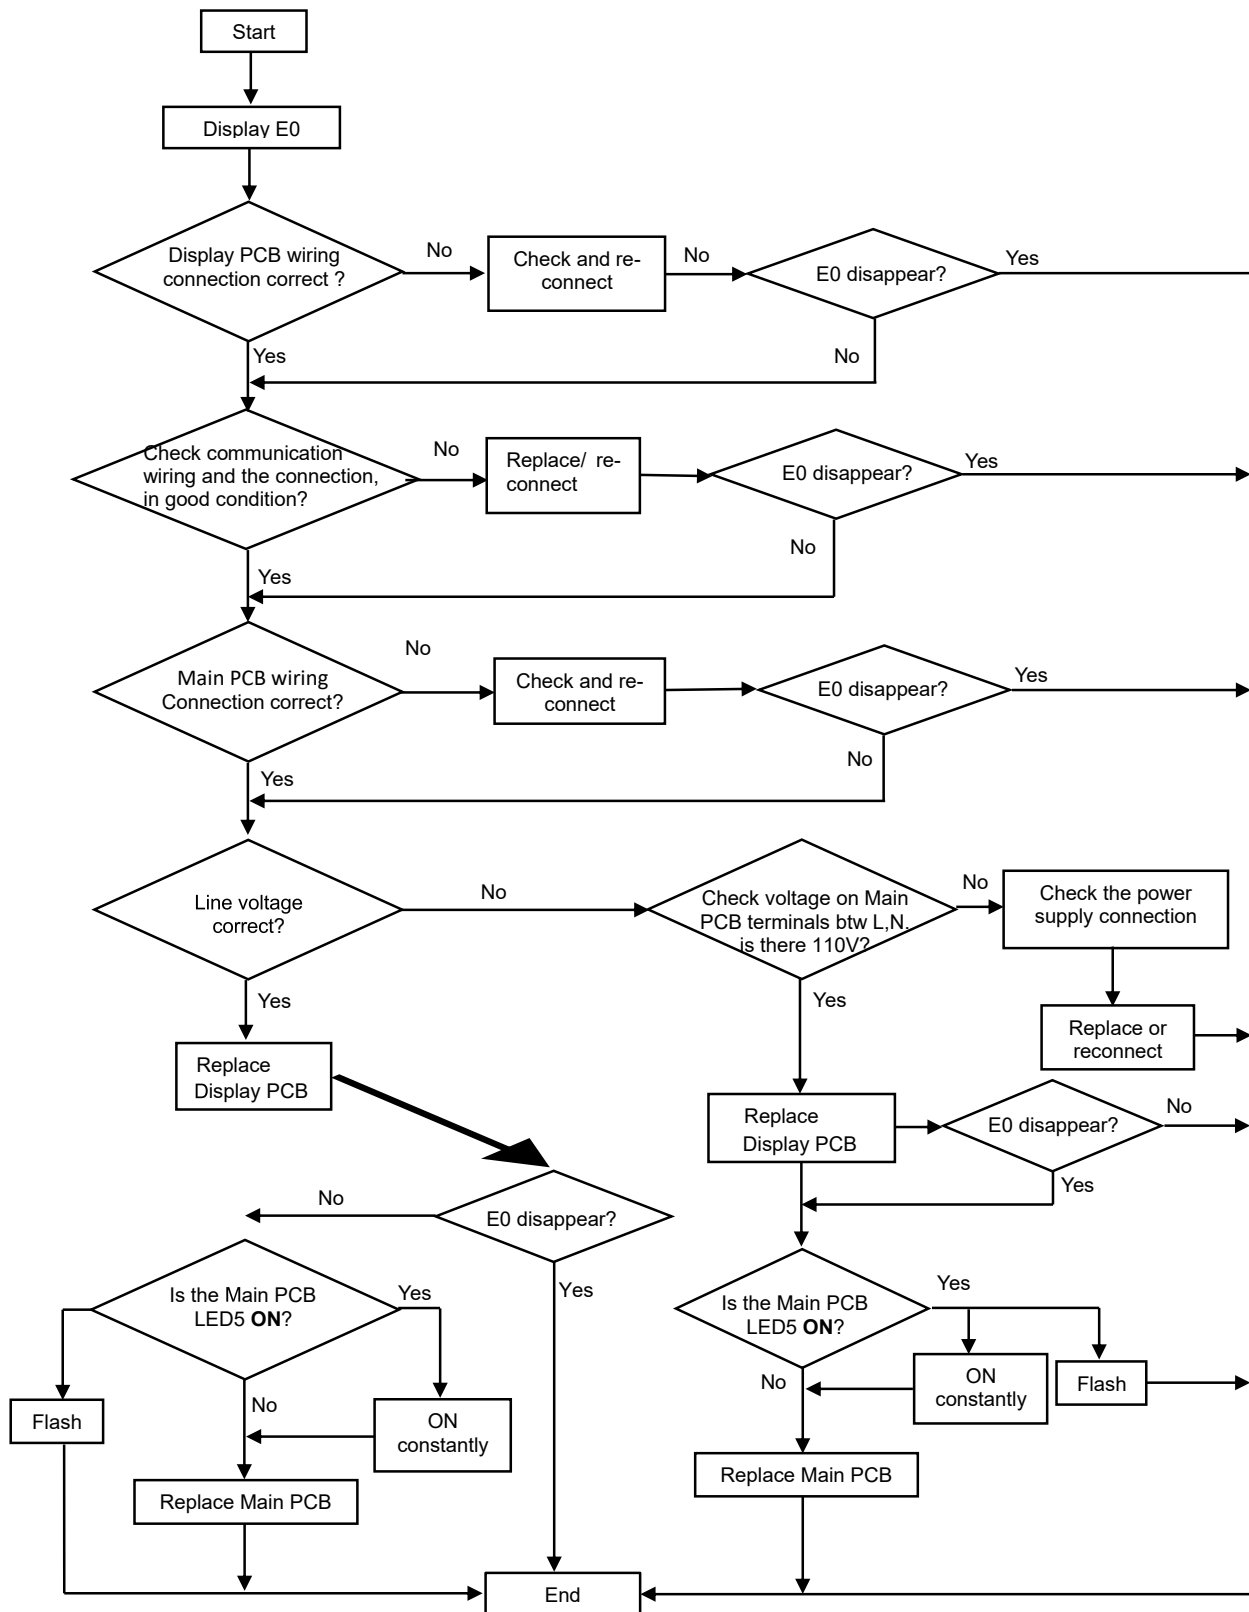 Start
Display E0
Display PCB wiring
connection correct ?
No
Check and re-
connect
No
E0 disappear?
Yes
Yes
No
Check communication
wiring and the connection,
in good condition?
No
Replace/ re-
connect
E0 disappear?
Yes
No
Yes
Main PCB wiring
Connection correct?
No
Check and re-
connect
E0 disappear?
Yes
No
Yes
Line voltage
correct?
No
Check voltage on Main
PCB terminals btw L,N.
is there 110V?
No
Check the power
supply connection
Yes
Yes
Replace or
reconnect
Replace
Display PCB
Replace
Display PCB
E0 disappear?
No
Yes
No
E0 disappear?
Yes
Is the Main PCB
LED5 ON?
Yes
Is the Main PCB
LED5 ON?
Yes
No
ON
constantly
Flash
Flash
No
ON
constantly
Replace Main PCB
Replace Main PCB
End